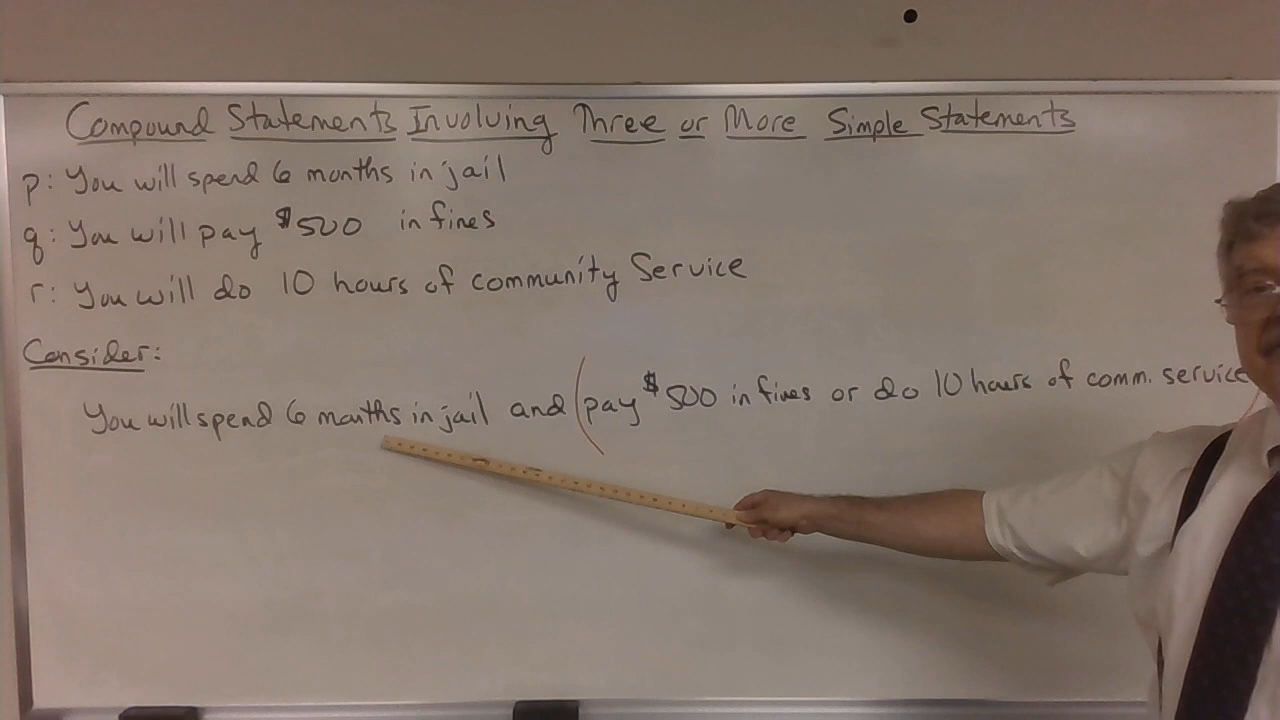 Compound Statements Involving Three or More Simple Statements
p: You will spend 6 months in jail
q: You will pay $500 in fines
r: You will do 10 hours of community Service
Consider:
You will spend 6 months in jail and (pay $500 in fines or do 10 hours of comm. service)